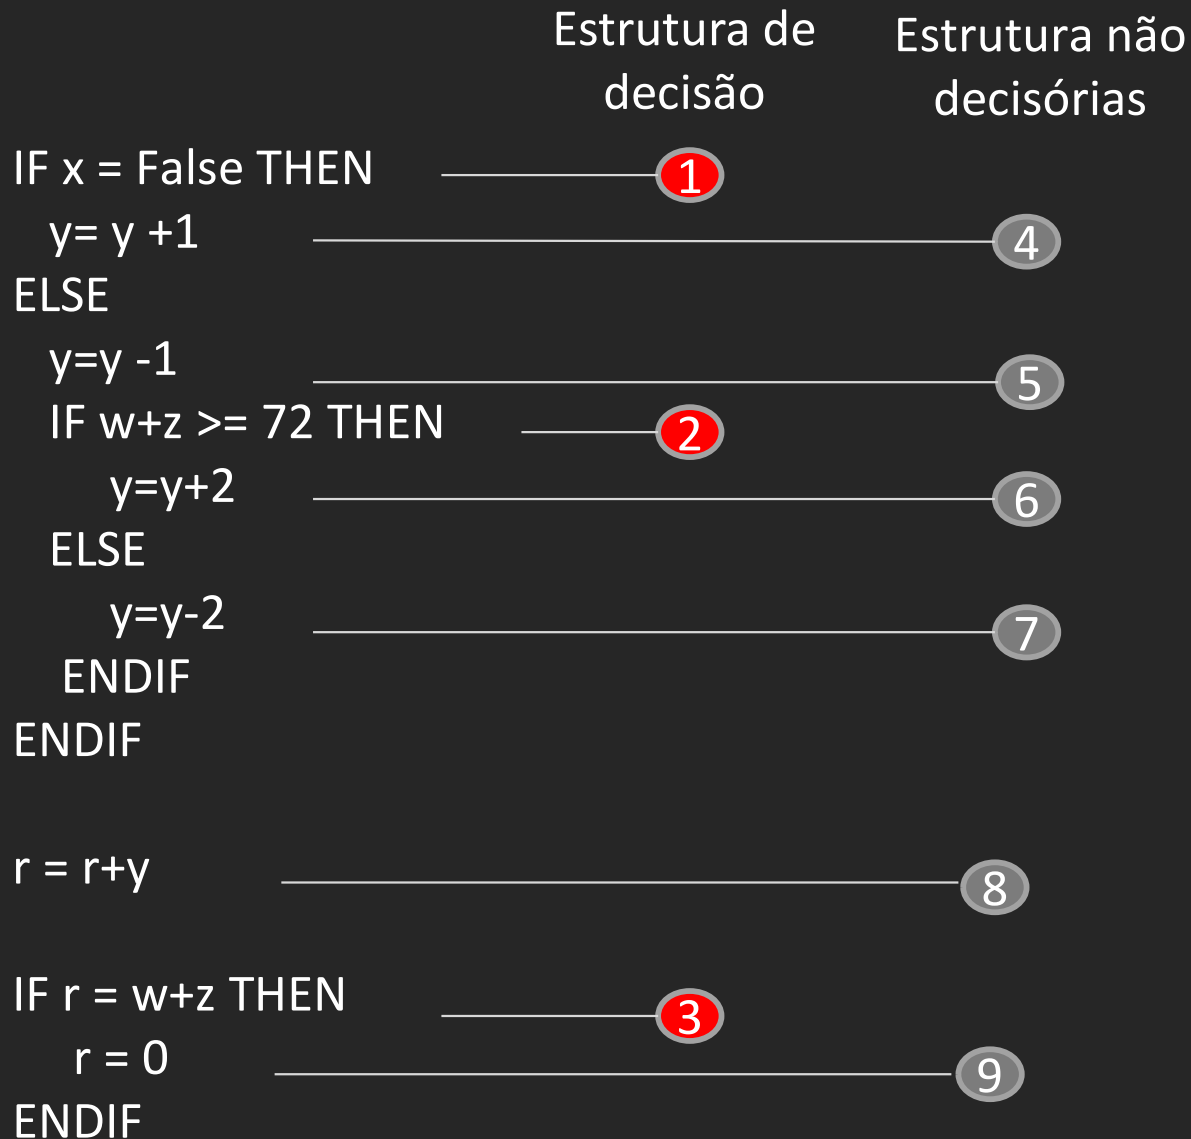 Estrutura de
decisão
Estrutura não
decisórias
IF x = False THEN
1
y= y +1
4
ELSE
y=y -1
5
IF w+z >= 72 THEN
2
y=y+2
6
ELSE
y=y-2
7
ENDIF
ENDIF
r = r+y
8
IF r = w+z THEN
3
r = 0
9
ENDIF